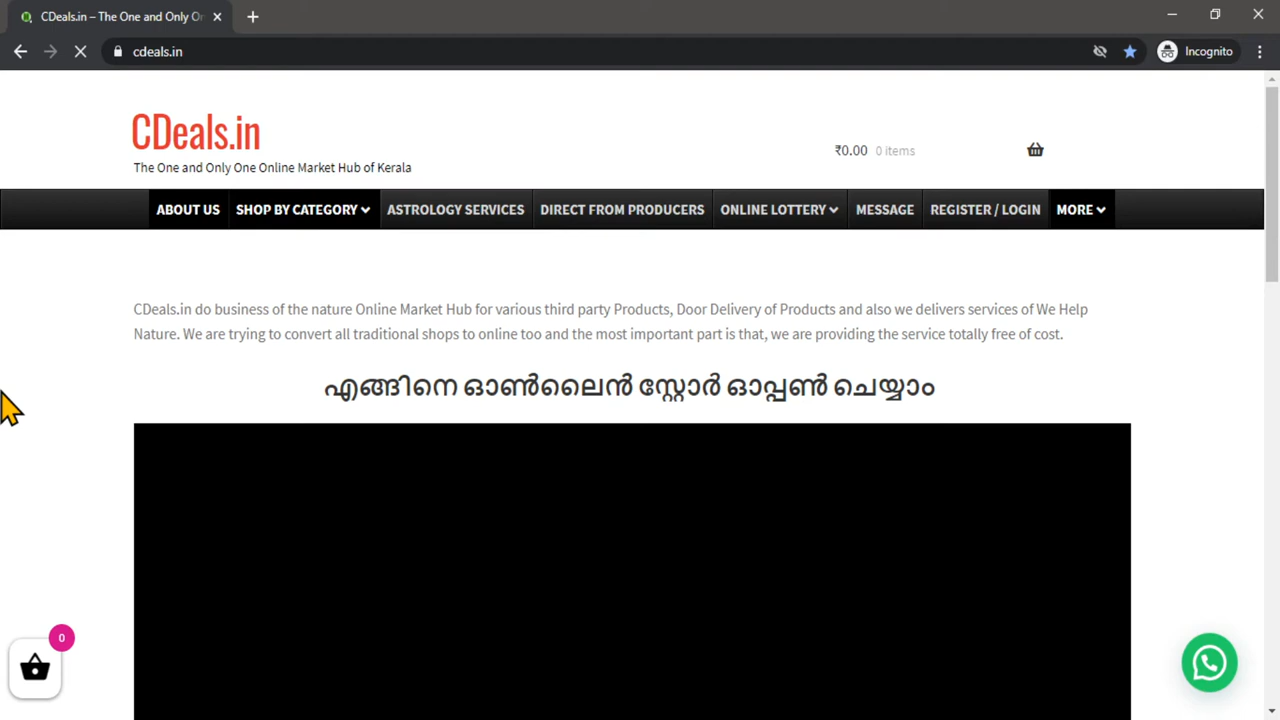 CDeals.in – The One and Only Or
cdeals.in
Incognito
CDeals.in
The One and Only One Online Market Hub of Kerala
₹0.00 0 items
ABOUT US SHOP BY CATEGORY ASTROLOGY SERVICES DIRECT FROM PRODUCERS ONLINE LOTTERY MESSAGE REGISTER / LOGIN MORE
CDeals.in do business of the nature Online Market Hub for various third party Products, Door Delivery of Products and also we delivers services of We Help
Nature. We are trying to convert all traditional shops to online too and the most important part is that, we are providing the service totally free of cost.
എങ്ങിനെ ഓൺലൈൻ സ്റ്റോർ ഓപ്പൺ ചെയ്യാം
0